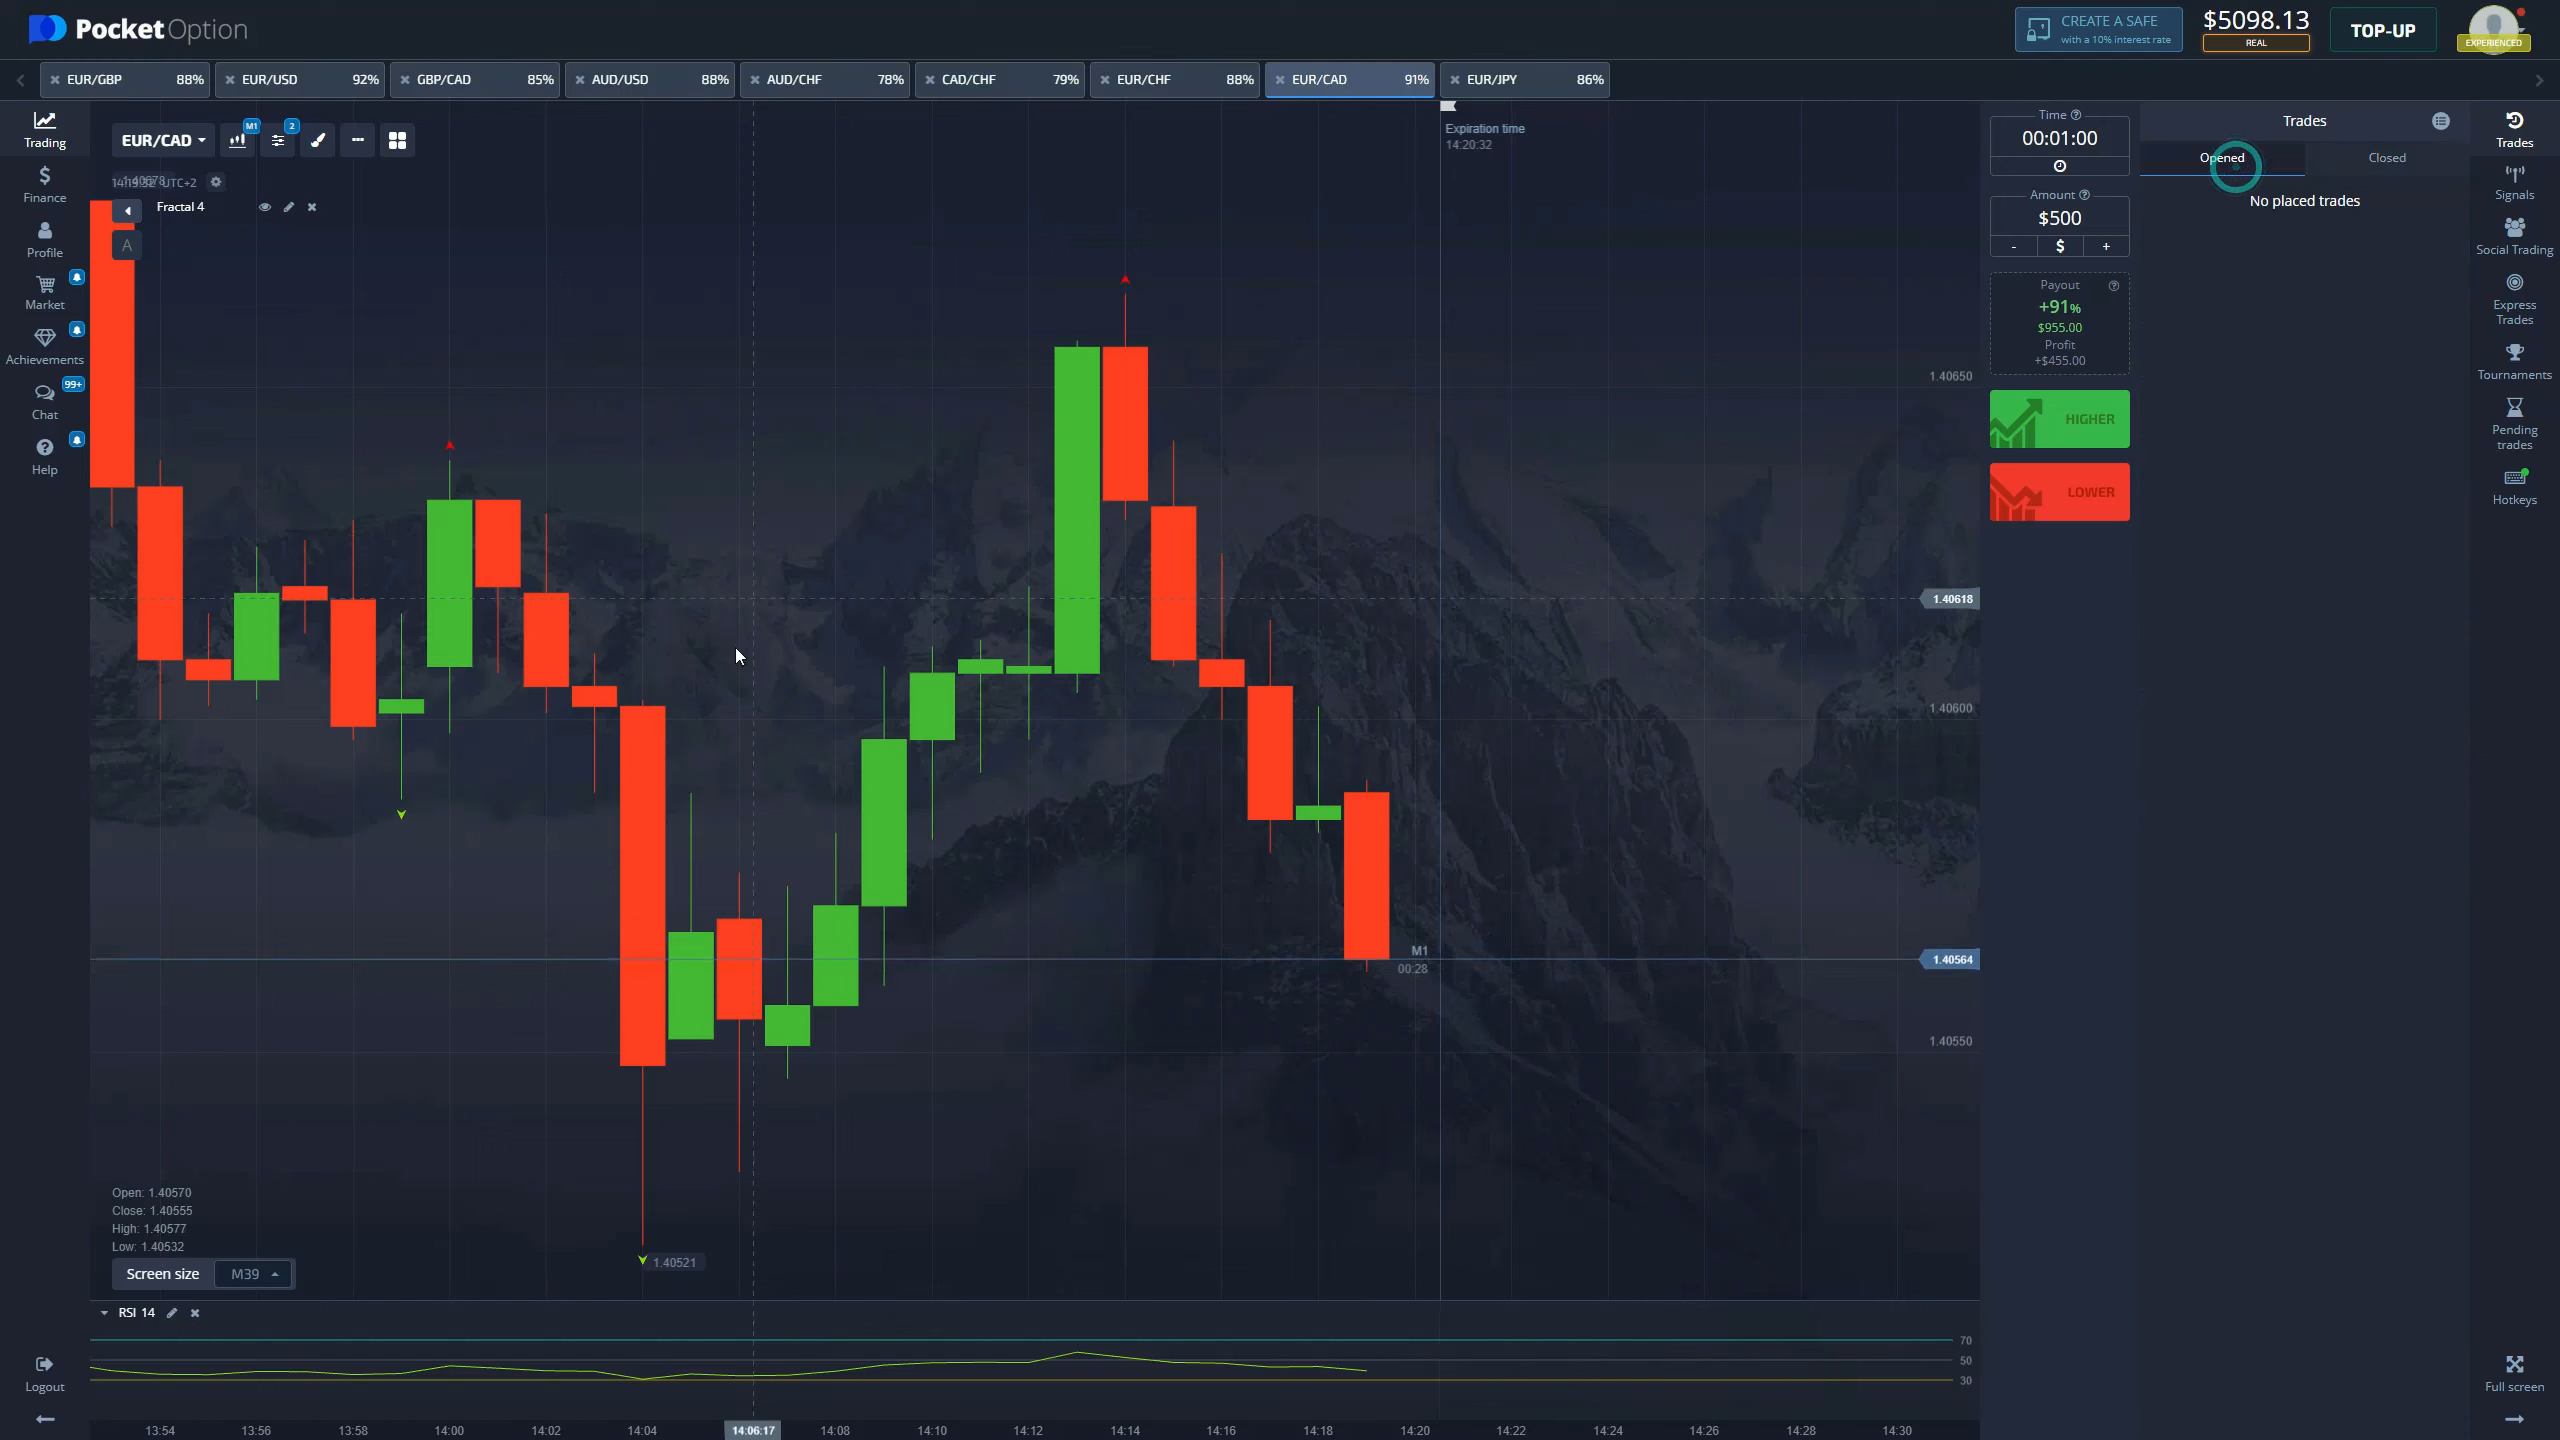 PocketOption
CREATE A SAFE
with a 10% interest rate
$5098.13
REAL
TOP-UP
EXPERIENCED
EUR/GBP 88%
EUR/USD 92%
GBP/CAD 85%
AUD/USD 88%
AUD/CHF 78%
CAD/CHF 79%
EUR/CHF 88%
EUR/CAD 91%
EUR/JPY 86%
Trading
Finance
Profile
Market
Achievements
99+
Chat
Help
Logout
EUR/CAD
M1
2
14:19:32 UTC+2
1.40678
Fractal 4
A
Expiration time
14:20:32
1.40650
1.40618
1.40600
1.40564
1.40550
M1
00:28
1.40521
Open: 1.40570
Close: 1.40555
High: 1.40577
Low: 1.40532
Screen size M39
RSI 14
70
50
30
13:54 13:56 13:58 14:00 14:02 14:04 14:06:17 14:08 14:10 14:12 14:14 14:16 14:18 14:20 14:22 14:24 14:26 14:28 14:30
Time
00:01:00
Amount
$500
- $ +
Payout
+91%
$955.00
Profit
+$455.00
HIGHER
LOWER
Trades
Opened Closed
No placed trades
Trades
Signals
Social Trading
Express
Trades
Tournaments
Pending
trades
Hotkeys
Full screen